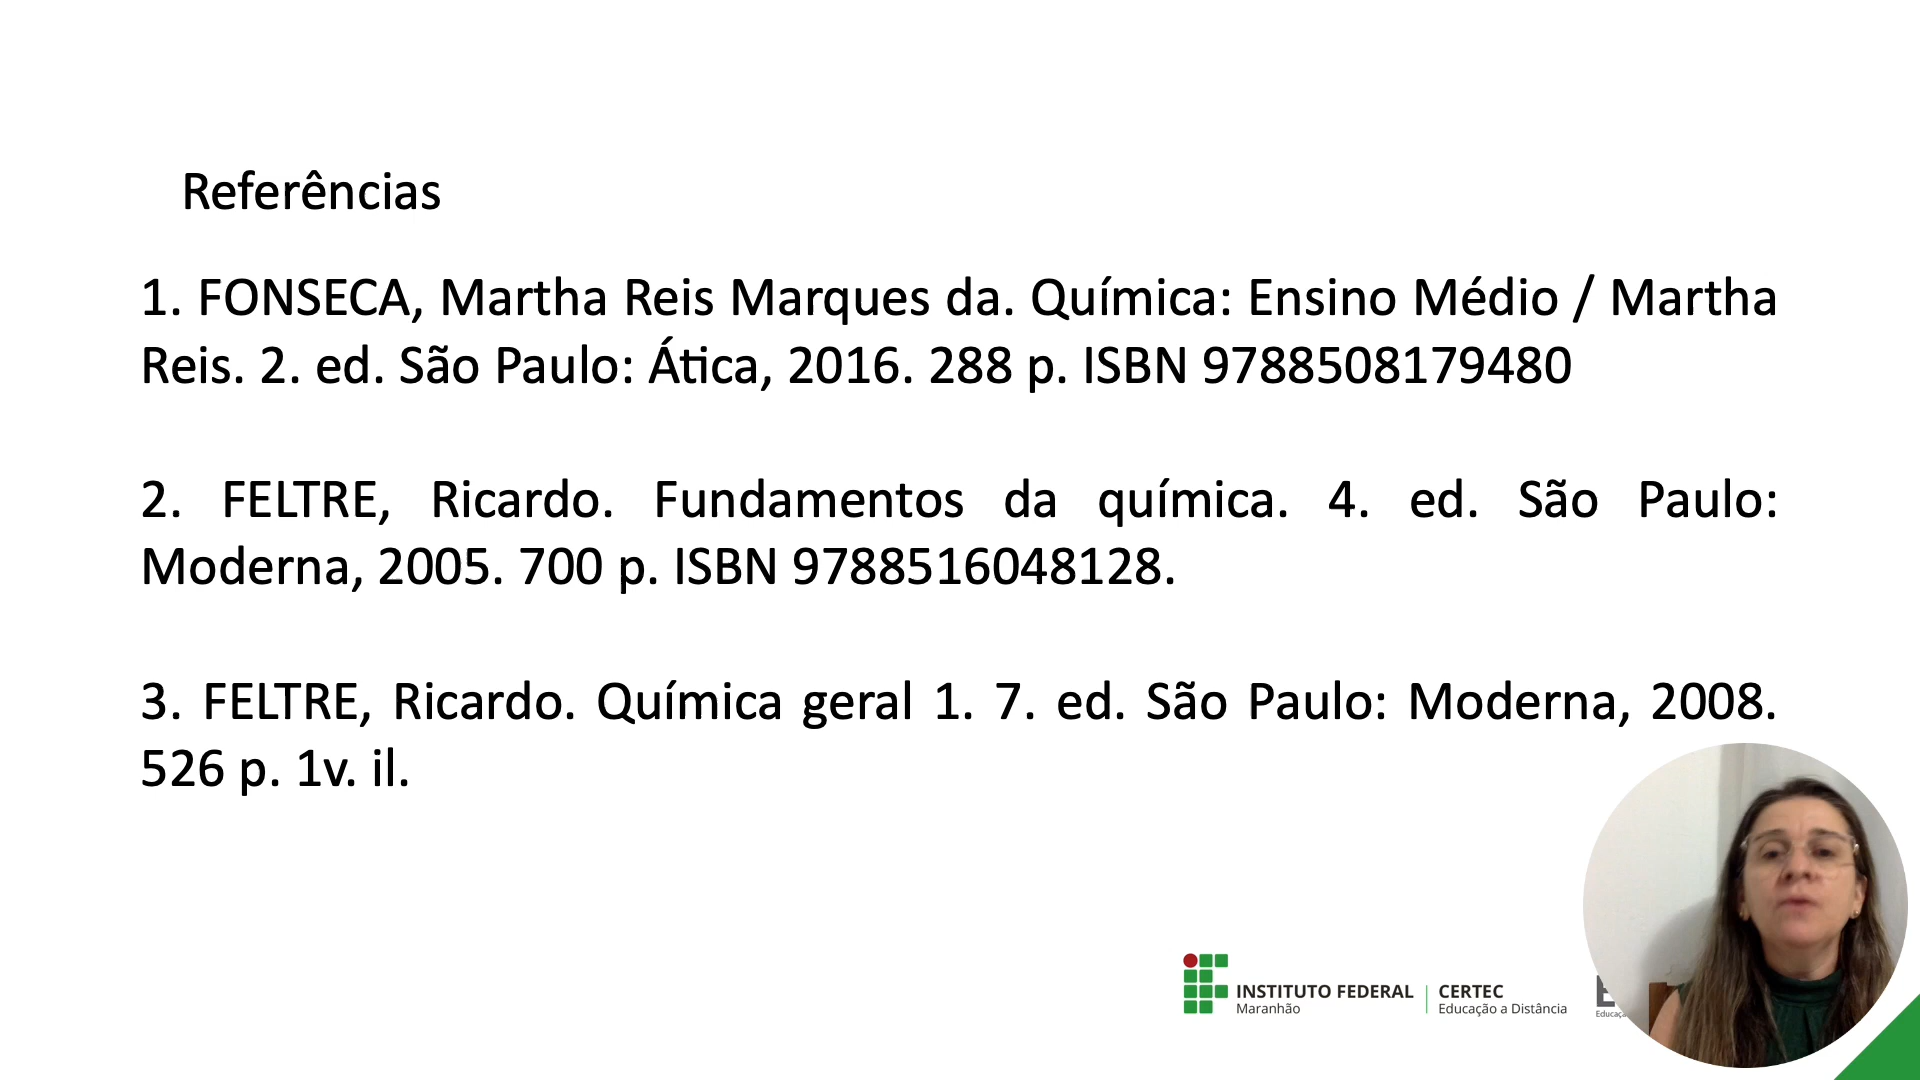 Referências
1. FONSECA, Martha Reis Marques da. Química: Ensino Médio / Martha
Reis. 2. ed. São Paulo: Ática, 2016. 288 p. ISBN 9788508179480
2. FELTRE, Ricardo. Fundamentos da química. 4. ed. São Paulo:
Moderna, 2005. 700 p. ISBN 9788516048128.
3. FELTRE, Ricardo. Química geral 1. 7. ed. São Paulo: Moderna, 2008.
526 p. 1v. il.
INSTITUTO FEDERAL
Maranhão
CERTEC
Educação a Distância